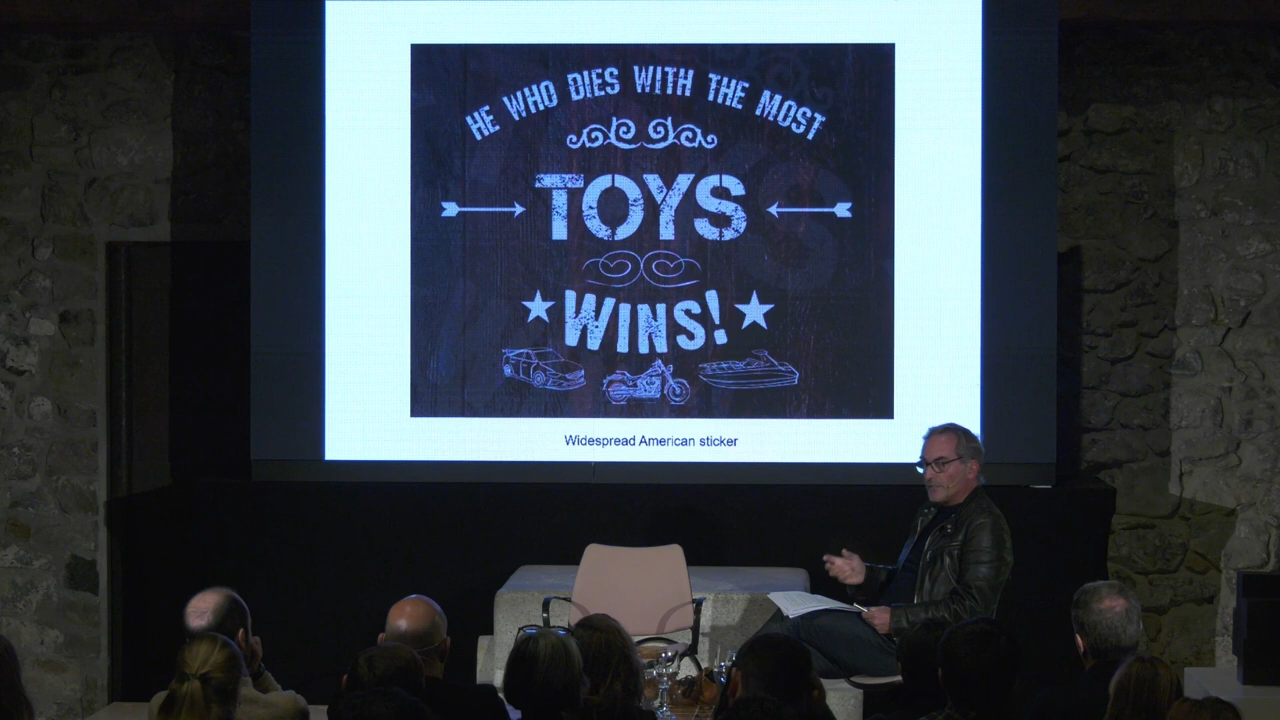 HE WHO DIES WITH THE MOST
TOYS
WINS!
Widespread American sticker